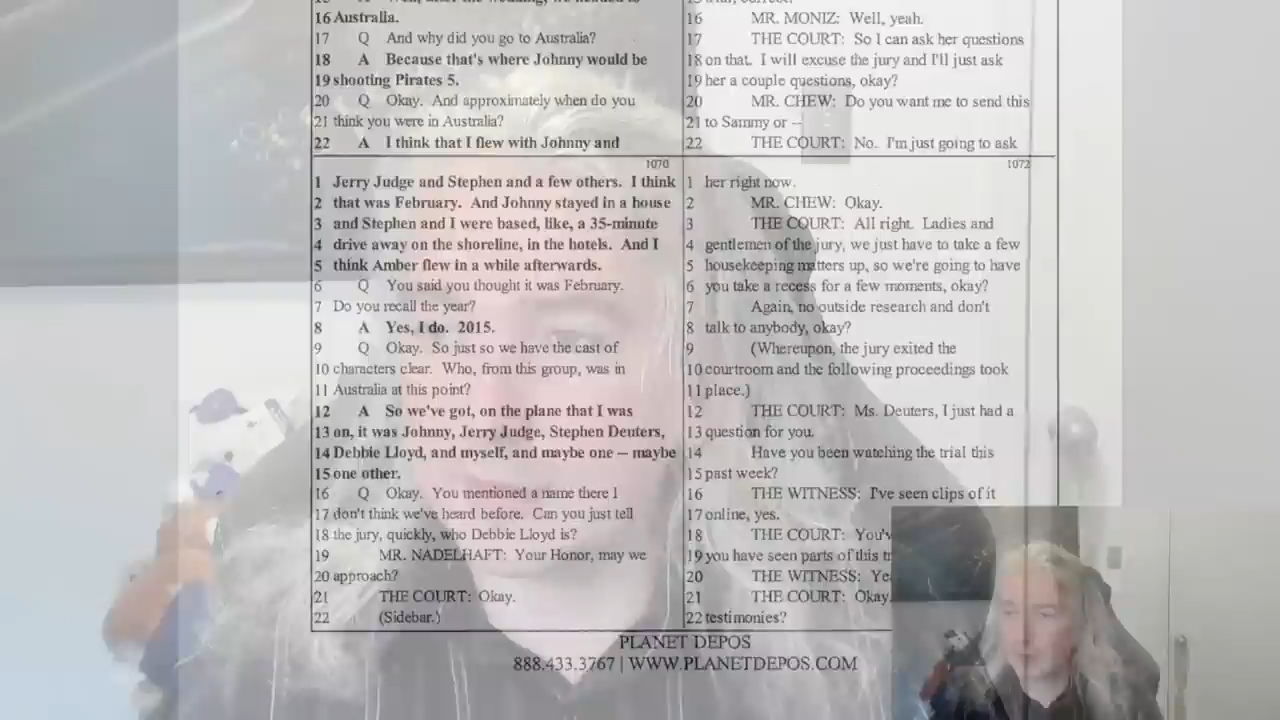 16 Australia.
17 Q And why did you go to Australia?
18 A Because that's where Johnny would be
19 shooting Pirates 5.
20 Q Okay. And approximately when do you
21 think you were in Australia?
22 A I think that I flew with Johnny and
1070
1 Jerry Judge and Stephen and a few others. I think
2 that was February. And Johnny stayed in a house
3 and Stephen and I were based, like, a 35-minute
4 drive away on the shoreline, in the hotels. And I
5 think Amber flew in a while afterwards.
6 Q You said you thought it was February.
7 Do you recall the year?
8 A Yes, I do. 2015.
9 Q Okay. So just so we have the cast of
10 characters clear. Who, from this group, was in
11 Australia at this point?
12 A So we've got, on the plane that I was
13 on, it was Johnny, Jerry Judge, Stephen Deuters,
14 Debbie Lloyd, and myself, and maybe one -- maybe
15 one other.
16 Q Okay. You mentioned a name there I
17 don't think we've heard before. Can you just tell
18 the jury, quickly, who Debbie Lloyd is?
19 MR. NADELHAFT: Your Honor, may we
20 approach?
21 THE COURT: Okay.
22 (Sidebar.)
16 MR. MONIZ: Well, yeah.
17 THE COURT: So I can ask her questions
18 on that. I will excuse the jury and I'll just ask
19 her a couple questions, okay?
20 MR. CHEW: Do you want me to send this
21 to Sammy or --
22 THE COURT: No. I'm just going to ask
1072
1 her right now.
2 MR. CHEW: Okay.
3 THE COURT: All right. Ladies and
4 gentlemen of the jury, we just have to take a few
5 housekeeping matters up, so we're going to have
6 you take a recess for a few moments, okay?
7 Again, no outside research and don't
8 talk to anybody, okay?
9 (Whereupon, the jury exited the
10 courtroom and the following proceedings took
11 place.)
12 THE COURT: Ms. Deuters, I just had a
13 question for you.
14 Have you been watching the trial this
15 past week?
16 THE WITNESS: I've seen clips of it
17 online, yes.
18 THE COURT:
19 you have seen parts of this
20 THE WITNESS:
21 THE COURT: Okay.
22 testimonies?
PLANET DEPOS
888.433.3767 | WWW.PLANETDEPOS.COM